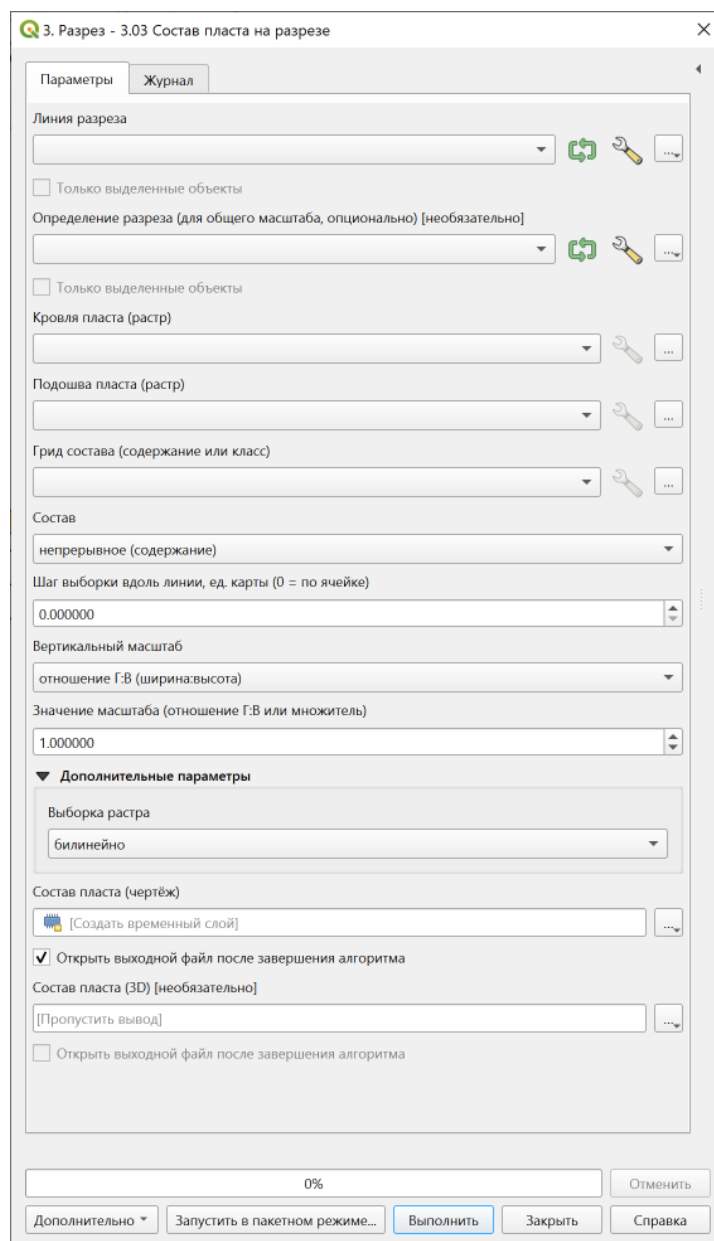 3. Разрез - 3.03 Состав пласта на разрезе
Параметры
Журнал
Линия разреза
...
Только выделенные объекты
Определение разреза (для общего масштаба, опционально) [необязательно]
...
Только выделенные объекты
Кровля пласта (растр)
...
Подошва пласта (растр)
...
Грид состава (содержание или класс)
...
Состав
непрерывное (содержание)
Шаг выборки вдоль линии, ед. карты (0 = по ячейке)
0.000000
Вертикальный масштаб
отношение Г:В (ширина:высота)
Значение масштаба (отношение Г:В или множитель)
1.000000
Дополнительные параметры
Выборка растра
билинейно
Состав пласта (чертёж)
[Создать временный слой]
...
Открыть выходной файл после завершения алгоритма
Состав пласта (3D) [необязательно]
[Пропустить вывод]
...
Открыть выходной файл после завершения алгоритма
0%
Отменить
Дополнительно
Запустить в пакетном режиме...
Выполнить
Закрыть
Справка